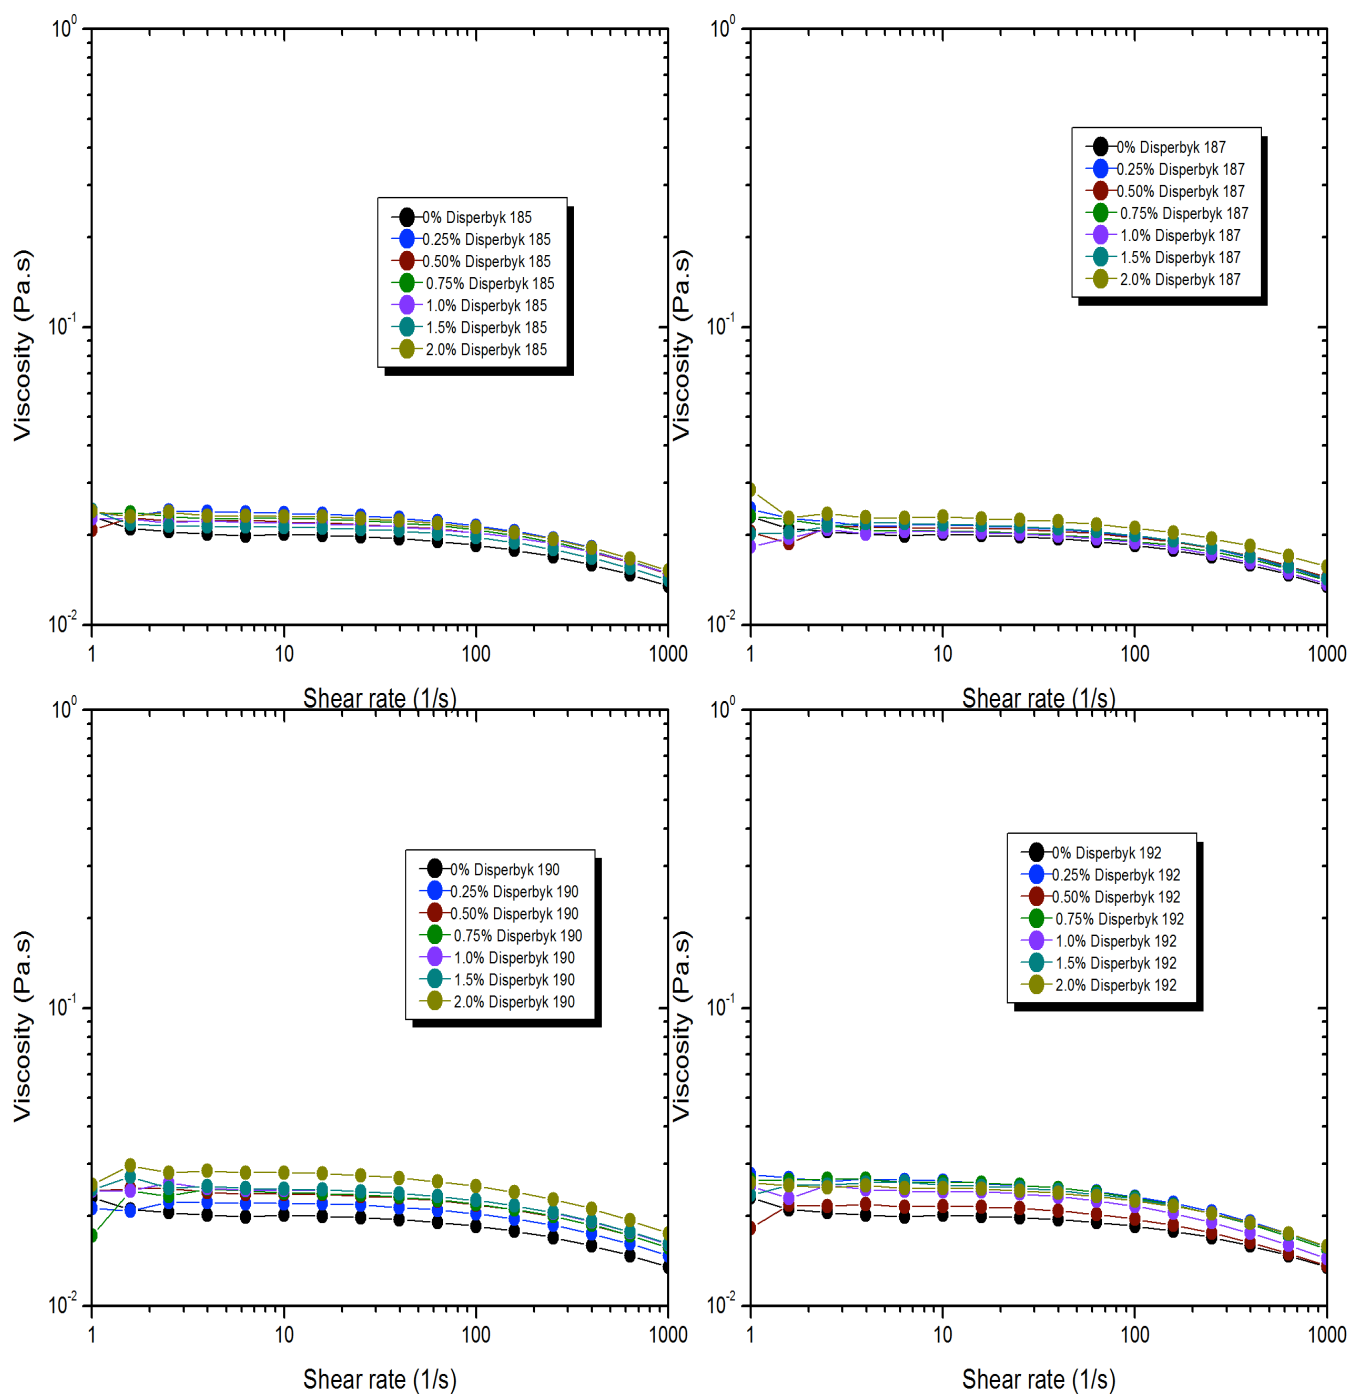 10⁰
10⁻¹
10⁻²
Viscosity (Pa.s)
0% Disperbyk 185
0.25% Disperbyk 185
0.50% Disperbyk 185
0.75% Disperbyk 185
1.0% Disperbyk 185
1.5% Disperbyk 185
2.0% Disperbyk 185
1 10 100 1000
Shear rate (1/s)
10⁰
10⁻¹
10⁻²
Viscosity (Pa.s)
0% Disperbyk 187
0.25% Disperbyk 187
0.50% Disperbyk 187
0.75% Disperbyk 187
1.0% Disperbyk 187
1.5% Disperbyk 187
2.0% Disperbyk 187
1 10 100 1000
Shear rate (1/s)
10⁰
10⁻¹
10⁻²
Viscosity (Pa.s)
0% Disperbyk 190
0.25% Disperbyk 190
0.50% Disperbyk 190
0.75% Disperbyk 190
1.0% Disperbyk 190
1.5% Disperbyk 190
2.0% Disperbyk 190
1 10 100 1000
Shear rate (1/s)
10⁰
10⁻¹
10⁻²
Viscosity (Pa.s)
0% Disperbyk 192
0.25% Disperbyk 192
0.50% Disperbyk 192
0.75% Disperbyk 192
1.0% Disperbyk 192
1.5% Disperbyk 192
2.0% Disperbyk 192
1 10 100 1000
Shear rate (1/s)